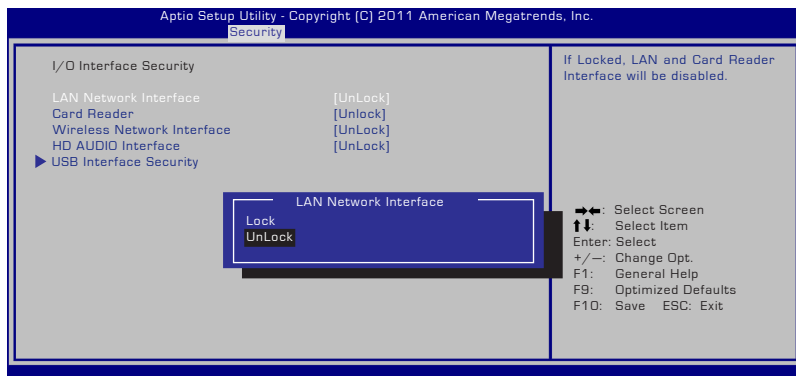 Aptio Setup Utility - Copyright (C) 2011 American Megatrends, Inc.
Security
I/O Interface Security
LAN Network Interface [UnLock]
Card Reader [Unlock]
Wireless Network Interface [UnLock]
HD AUDIO Interface [UnLock]
USB Interface Security
LAN Network Interface
Lock
UnLock
If Locked, LAN and Card Reader
Interface will be disabled.
→←: Select Screen
↑↓: Select Item
Enter: Select
+/—: Change Opt.
F1: General Help
F9: Optimized Defaults
F10: Save ESC: Exit